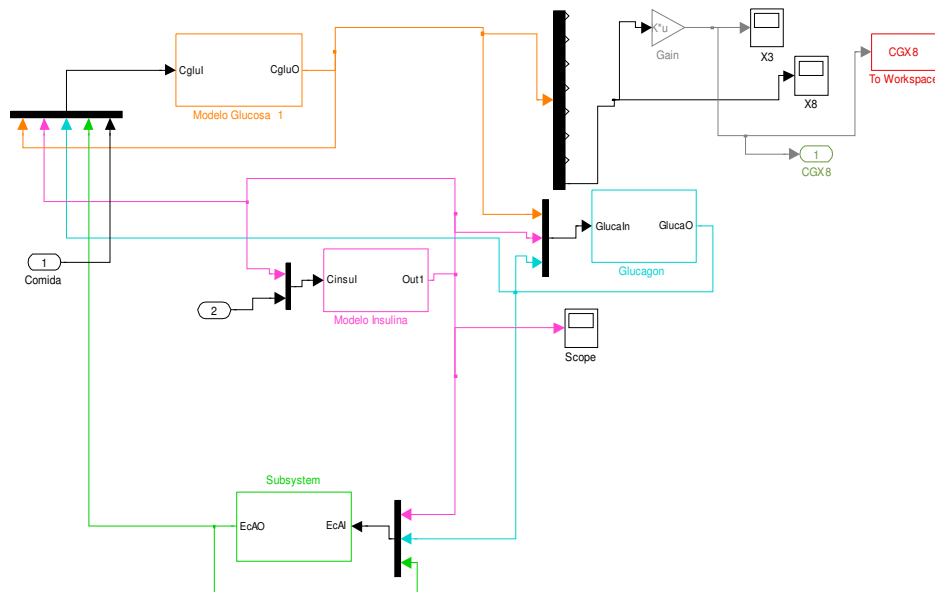 K*u
Gain
X3
CGX8
To Workspace
X8
CgluI
CgluO
Modelo Glucosa 1
1
CGX8
GlucaIn
GlucaO
Glucagon
1
Comida
2
Cinsul
Out1
Modelo Insulina
Scope
Subsystem
EcAO
EcAI